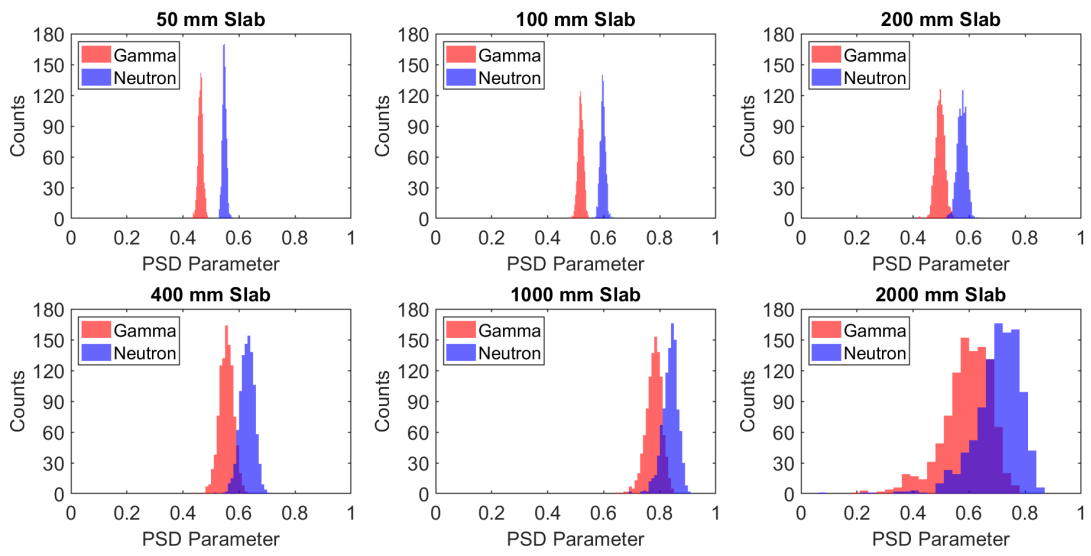 50 mm Slab
180
150
120
90
60
30
0
Counts
Gamma
Neutron
0 0.2 0.4 0.6 0.8 1
PSD Parameter
100 mm Slab
180
150
120
90
60
30
0
Counts
Gamma
Neutron
0 0.2 0.4 0.6 0.8 1
PSD Parameter
200 mm Slab
180
150
120
90
60
30
0
Counts
Gamma
Neutron
0 0.2 0.4 0.6 0.8 1
PSD Parameter
400 mm Slab
180
150
120
90
60
30
0
Counts
Gamma
Neutron
0 0.2 0.4 0.6 0.8 1
PSD Parameter
1000 mm Slab
180
150
120
90
60
30
0
Counts
Gamma
Neutron
0 0.2 0.4 0.6 0.8 1
PSD Parameter
2000 mm Slab
180
150
120
90
60
30
0
Counts
Gamma
Neutron
0 0.2 0.4 0.6 0.8 1
PSD Parameter